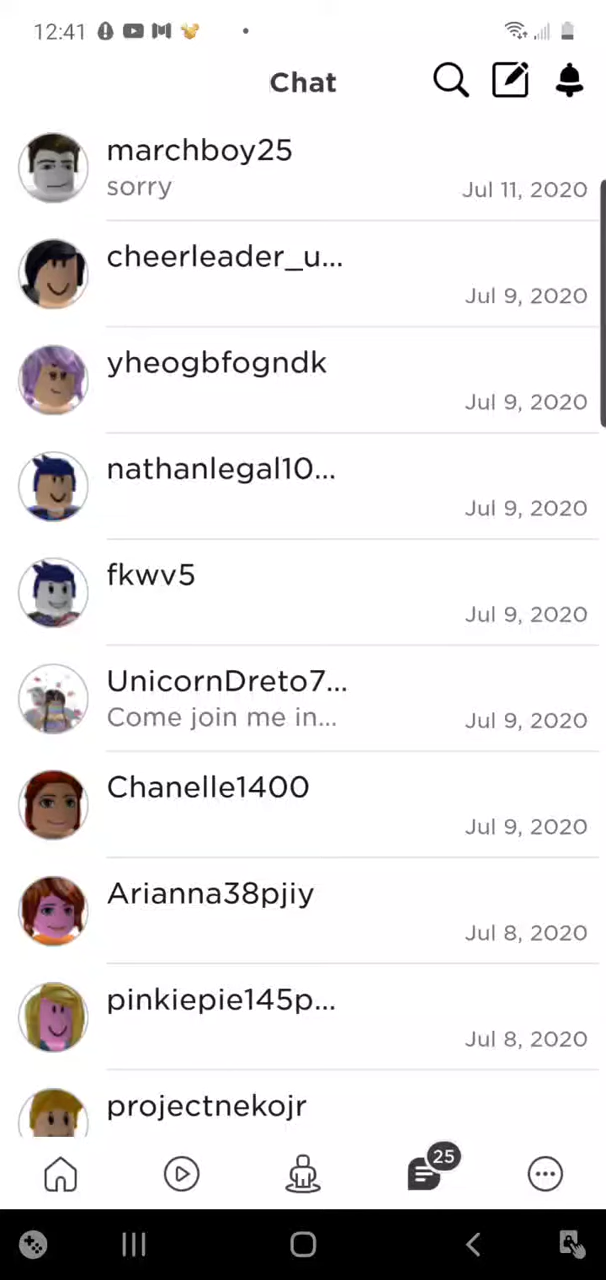 12:41
Chat
marchboy25
sorry
Jul 11, 2020
cheerleader_u...
Jul 9, 2020
yheogbfogndk
Jul 9, 2020
nathanlegal10...
Jul 9, 2020
fkwv5
Jul 9, 2020
UnicornDreto7...
Come join me in...
Jul 9, 2020
Chanelle1400
Jul 9, 2020
Arianna38pjiy
Jul 8, 2020
pinkiepie145p...
Jul 8, 2020
projectnekojr
25